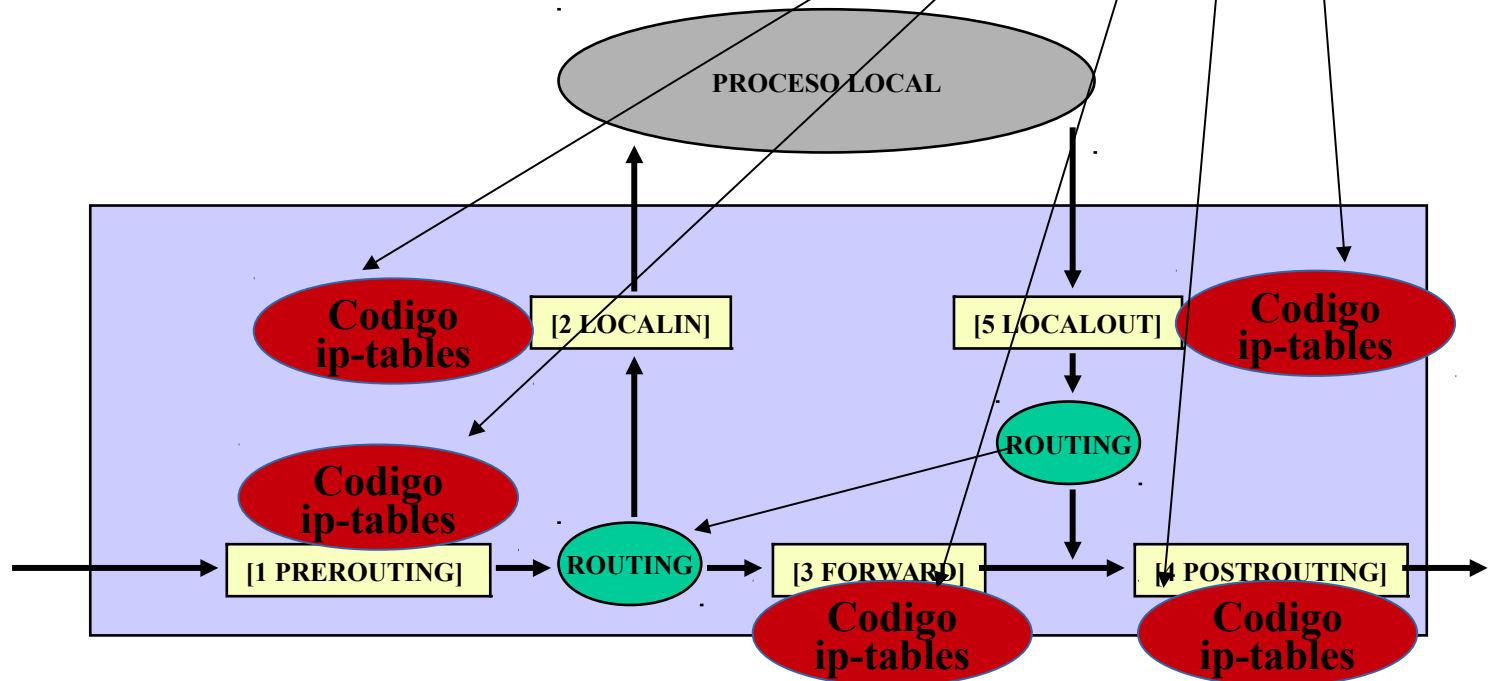 PROCESO LOCAL
Codigo
ip-tables
[2 LOCALIN]
[5 LOCALOUT]
Codigo
ip-tables
ROUTING
Codigo
ip-tables
[1 PREROUTING]
ROUTING
[3 FORWARD]
[4 POSTROUTING]
Codigo
ip-tables
Codigo
ip-tables